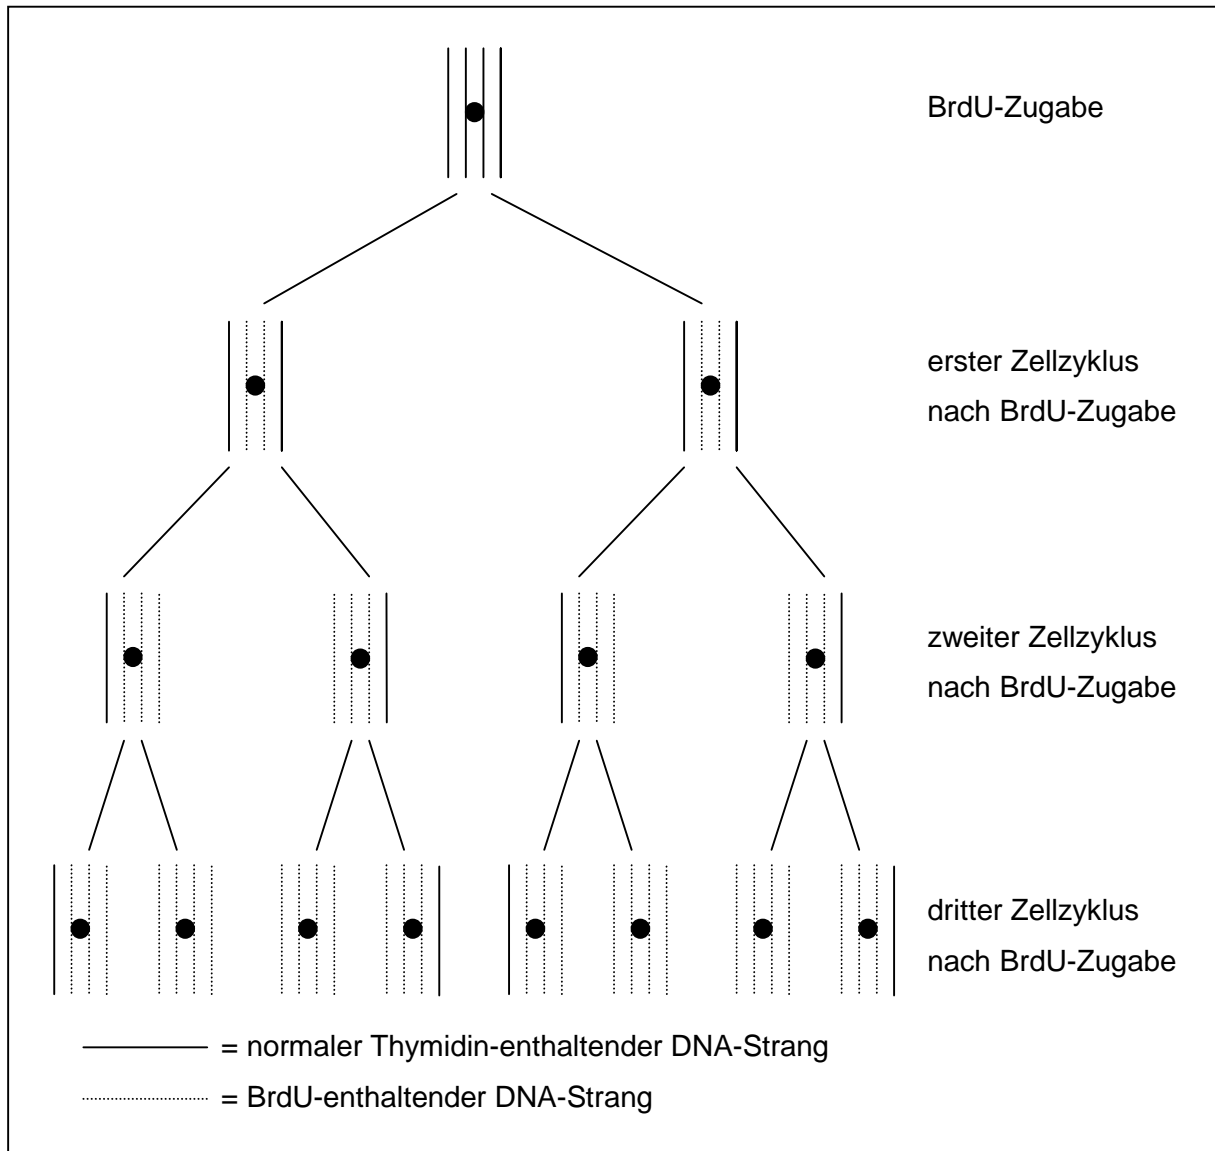 BrdU-Zugabe
erster Zellzyklus
nach BrdU-Zugabe
zweiter Zellzyklus
nach BrdU-Zugabe
dritter Zellzyklus
nach BrdU-Zugabe
= normaler Thymidin-enthaltender DNA-Strang
= BrdU-enthaltender DNA-Strang